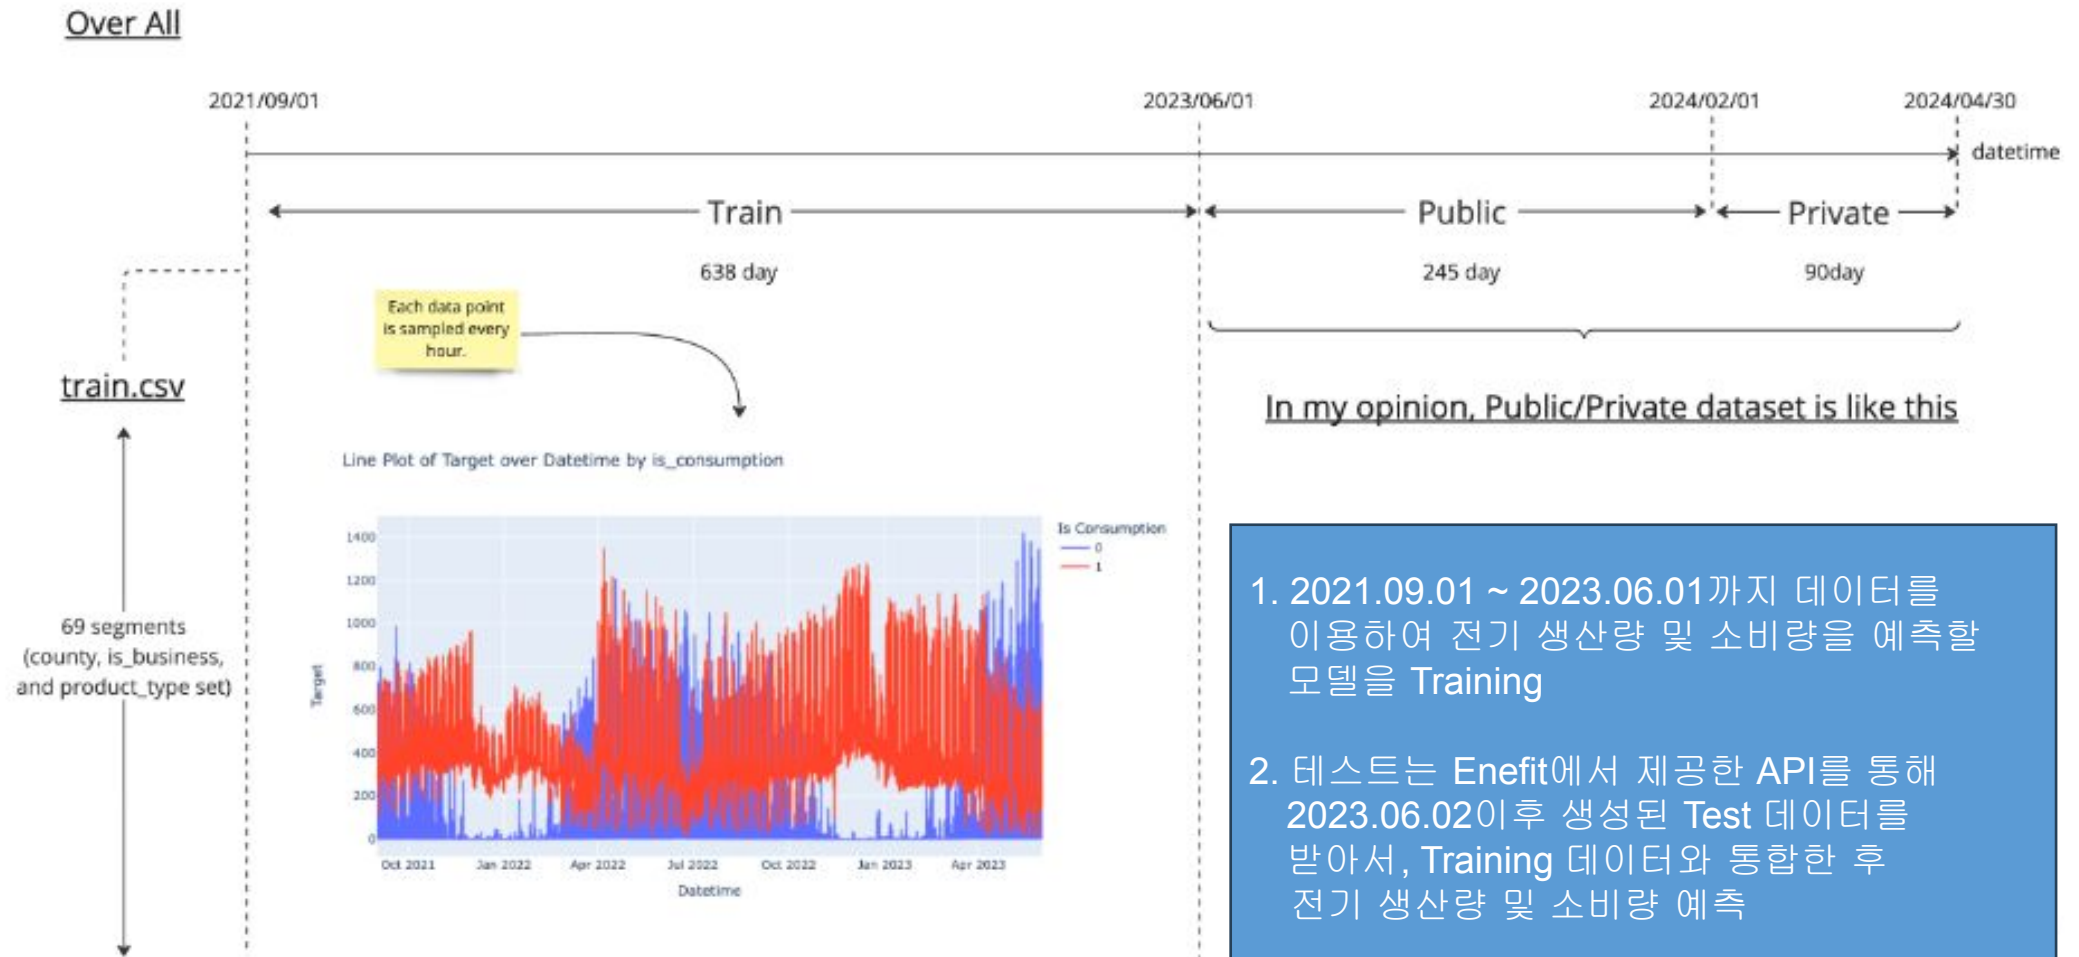 Over All
2021/09/01
2023/06/01
2024/02/01
2024/04/30
datetime
Train
Public
Private
638 day
245 day
90day
Each data point
is sampled every
hour.
train.csv
In my opinion, Public/Private dataset is like this
Line Plot of Target over Datetime by is_consumption
Is Consumption
0
1
1400
1200
1000
800
600
400
200
0
Target
Oct 2021
Jan 2022
Apr 2022
Jul 2022
Oct 2022
Jan 2023
Apr 2023
Datetime
69 segments
(county, is_business,
and product_type set)
1. 2021.09.01 ~ 2023.06.01까지 데이터를
이용하여 전기 생산량 및 소비량을 예측할
모델을 Training
2. 테스트는 Enefit에서 제공한 API를 통해
2023.06.02이후 생성된 Test 데이터를
받아서, Training 데이터와 통합한 후
전기 생산량 및 소비량 예측